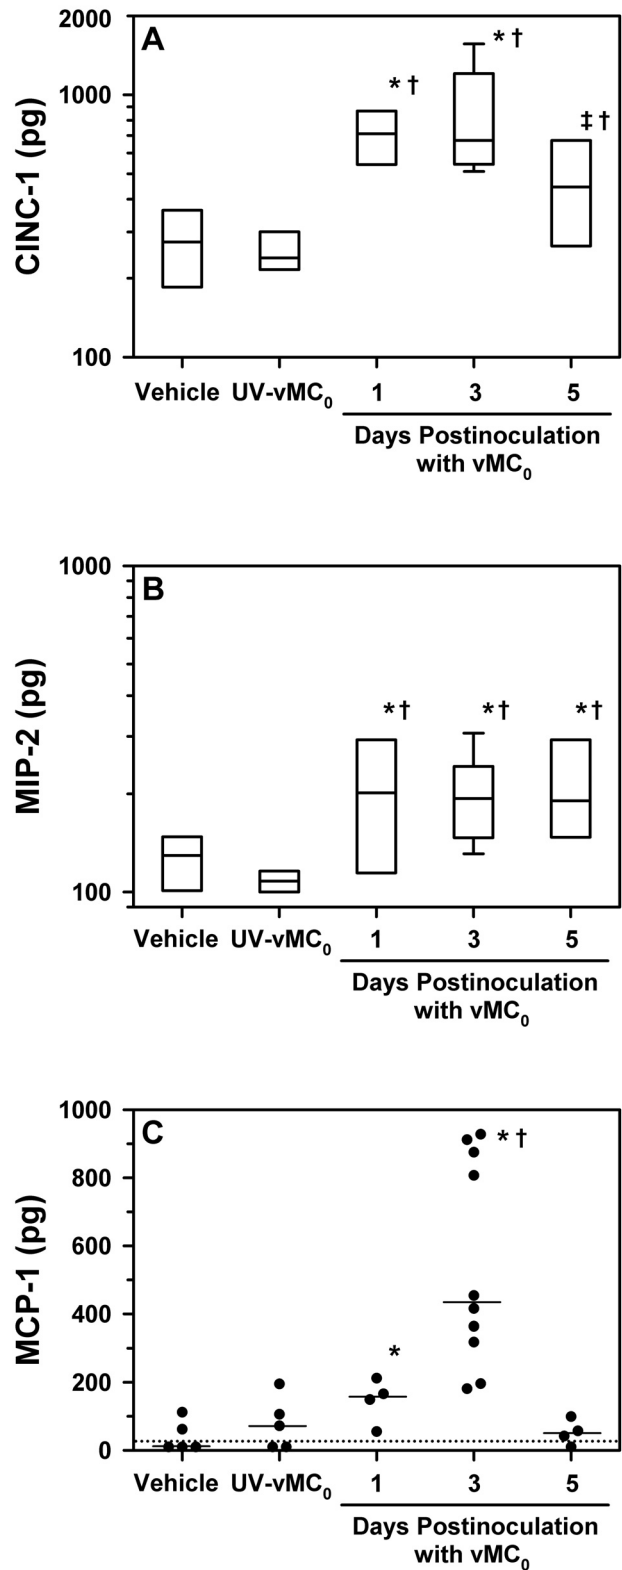 A
CINC-1 (pg)
2000
1000
100
* †
* †
‡ †
Vehicle UV-vMC₀ 1 3 5
Days Postinoculation
with vMC₀
B
MIP-2 (pg)
1000
100
*† *† *†
Vehicle UV-vMC₀ 1 3 5
Days Postinoculation
with vMC₀
C
MCP-1 (pg)
1000
800
600
400
200
0
* †
*
Vehicle UV-vMC₀ 1 3 5
Days Postinoculation
with vMC₀